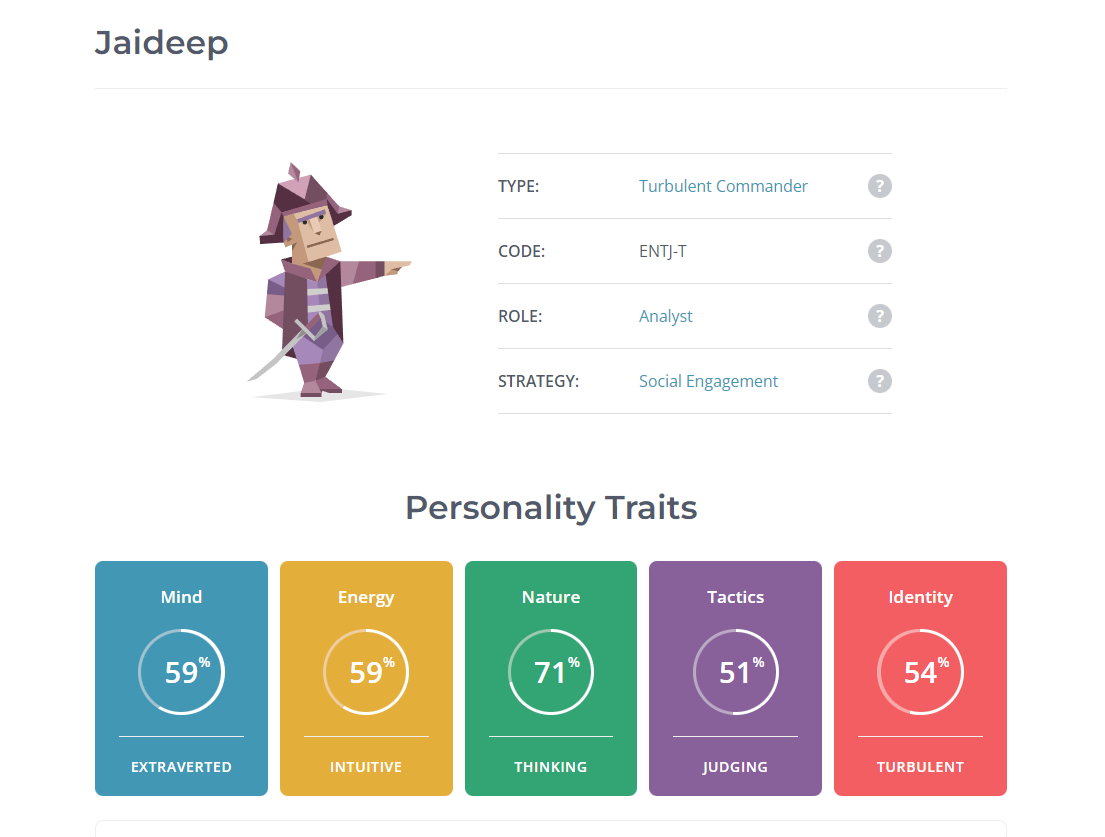 Jaideep
TYPE: Turbulent Commander ?
CODE: ENTJ-T ?
ROLE: Analyst ?
STRATEGY: Social Engagement ?
Personality Traits
Mind Energy Nature Tactics Identity
59% 59% 71% 51% 54%
EXTRAVERTED INTUITIVE THINKING JUDGING TURBULENT